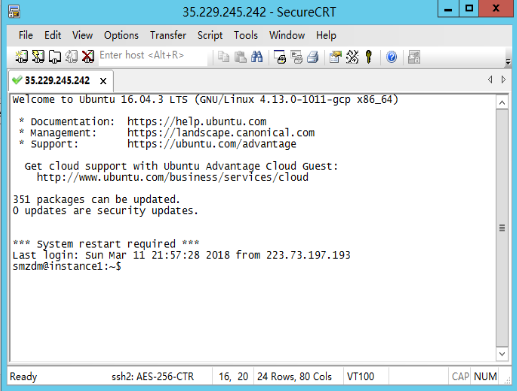 35.229.245.242 - SecureCRT
File Edit View Options Transfer Script Tools Window Help
Enter host <Alt+R>
35.229.245.242 x
Welcome to Ubuntu 16.04.3 LTS (GNU/Linux 4.13.0-1011-gcp x86_64)
* Documentation: https://help.ubuntu.com
* Management: https://landscape.canonical.com
* Support: https://ubuntu.com/advantage
Get cloud support with Ubuntu Advantage Cloud Guest:
http://www.ubuntu.com/business/services/cloud
351 packages can be updated.
0 updates are security updates.
*** System restart required ***
Last login: Sun Mar 11 21:57:28 2018 from 223.73.197.193
smzdm@instance1:~$
Ready ssh2: AES-256-CTR 16, 20 24 Rows, 80 Cols VT100 CAP NUM